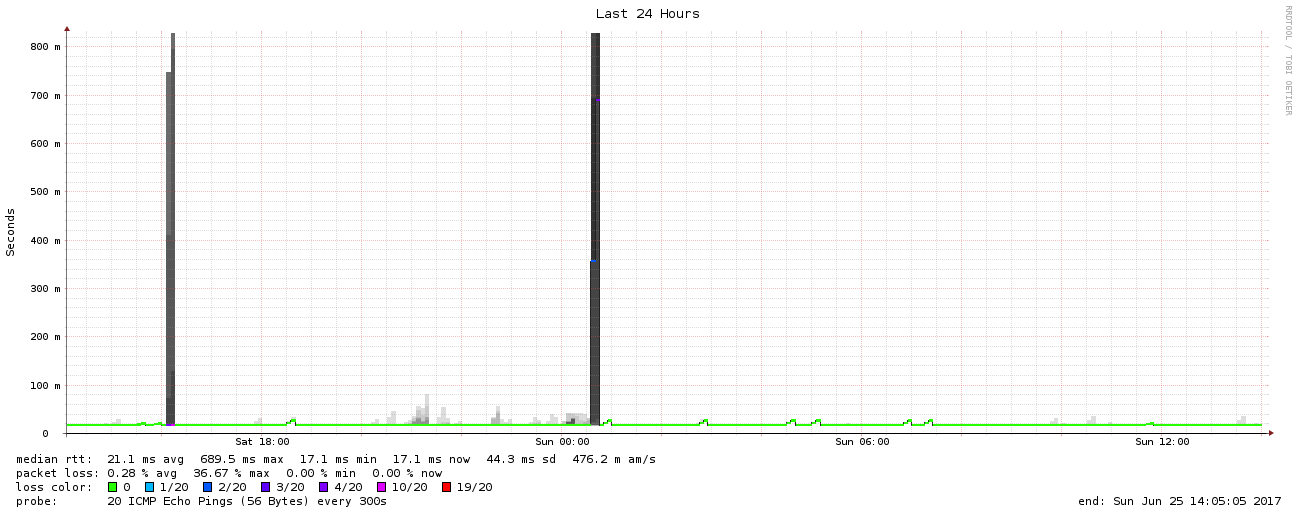 Last 24 Hours
RRDTOOL / TOBI OETIKER
Seconds
800 m
700 m
600 m
500 m
400 m
300 m
200 m
100 m
0
Sat 18:00 Sun 00:00 Sun 06:00 Sun 12:00
median rtt: 21.1 ms avg 689.5 ms max 17.1 ms min 17.1 ms now 44.3 ms sd 476.2 m am/s
packet loss: 0.28 % avg 36.67 % max 0.00 % min 0.00 % now
loss color: 0 1/20 2/20 3/20 4/20 10/20 19/20
probe: 20 ICMP Echo Pings (56 Bytes) every 300s end: Sun Jun 25 14:05:05 2017